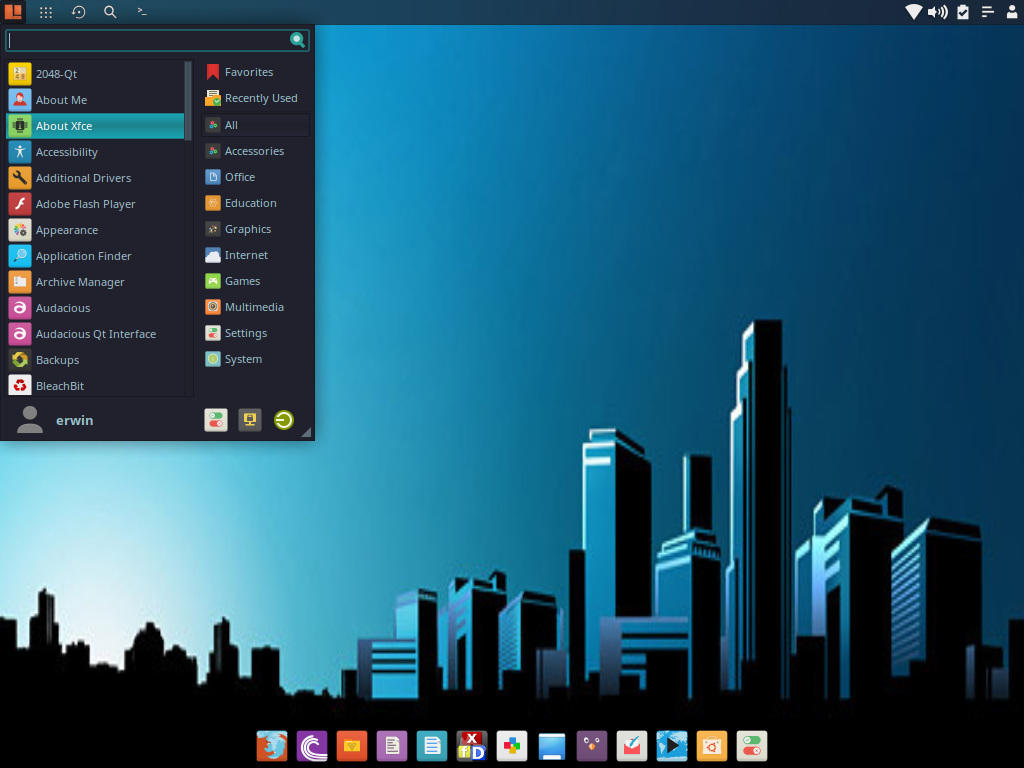 >_
2048-Qt
About Me
About Xfce
Accessibility
Additional Drivers
Adobe Flash Player
Appearance
Application Finder
Archive Manager
Audacious
Audacious Qt Interface
Backups
BleachBit
Favorites
Recently Used
All
Accessories
Office
Education
Graphics
Internet
Games
Multimedia
Settings
System
erwin
X
f D